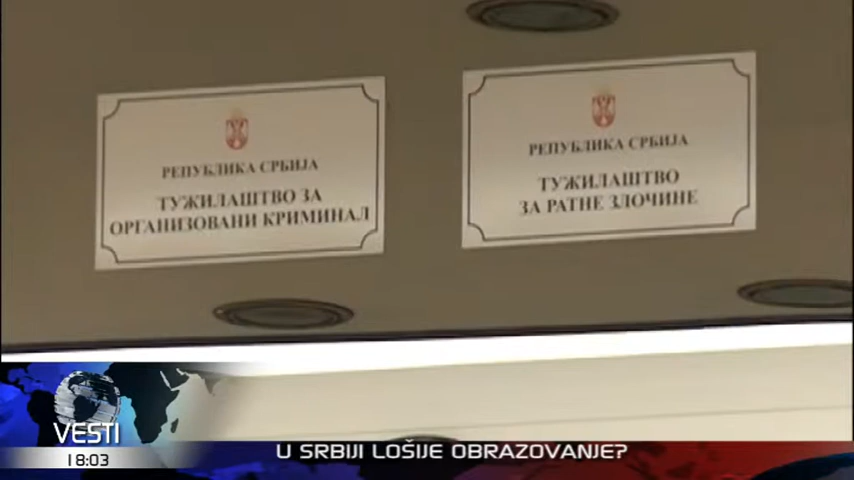 РЕПУБЛИКА СРБИЈА
ТУЖИЛАШТВО ЗА
ОРГАНИЗОВАНИ КРИМИНАЛ
РЕПУБЛИКА СРБИЈА
ТУЖИЛАШТВО
ЗА РАТНЕ ЗЛОЧИНЕ
VESTI
18:03
U SRBIJI LOŠIJE OBRAZOVANJE?